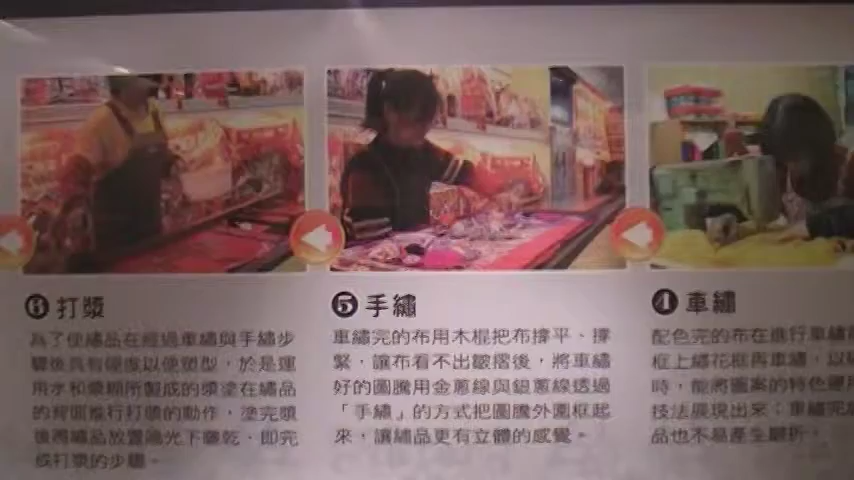 ❻打漿
為了使繡品在經過車繡與手繡步
驟後具有硬度以便塑型，於是運
用水和漿糊所製成的漿塗在繡品
的背面進行打漿的動作，塗完漿
後將繡品放置陽光下曬乾，即完
成打漿的步驟。
❺手繡
車繡完的布用木棍把布撐平、撐
緊，讓布看不出皺摺後，將車繡
好的圖騰用金蔥線與銀蔥線透過
「手繡」的方式把圖騰外圍框起
來，讓繡品更有立體的感覺。
❹車繡
配色完的布在進行車繡
框上繡花框再車繡，以
時，能將圖案的特色運用
技法展現出來；車繡完
品也不易產生皺折。